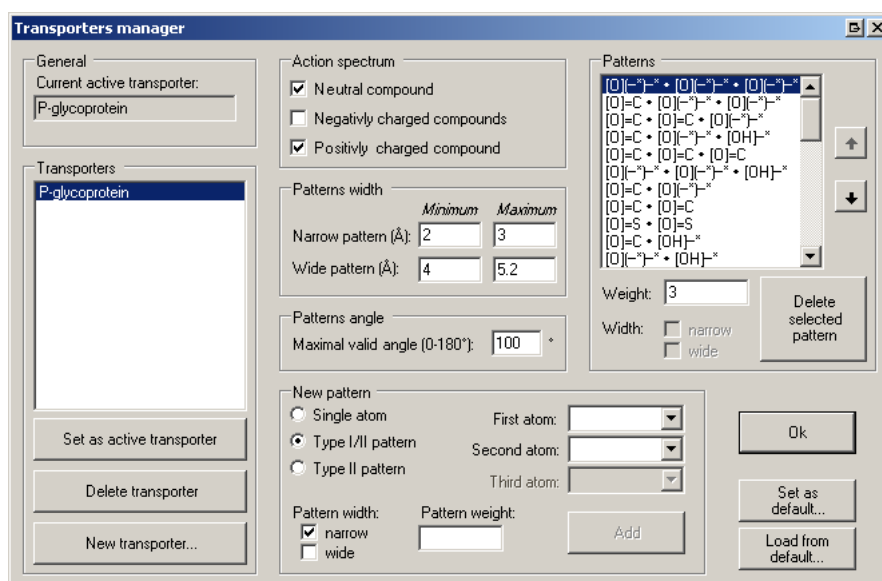 Transporters manager
General
Current active transporter:
P-glycoprotein
Transporters
P-glycoprotein
Set as active transporter
Delete transporter
New transporter...
Action spectrum
Neutral compound
Negativly charged compounds
Positivly charged compound
Patterns width
Minimum Maximum
Narrow pattern (Å): 2 3
Wide pattern (Å): 4 5.2
Patterns angle
Maximal valid angle (0-180°): 100 °
New pattern
Single atom
Type I/II pattern
Type II pattern
First atom:
Second atom:
Third atom:
Pattern width:
narrow
wide
Pattern weight:
Add
Patterns
[O](–*)–* • [O](–*)–* • [O](–*)–*
[O]=C • [O](–*)–* • [O](–*)–*
[O]=C • [O]=C • [O](–*)–*
[O]=C • [O](–*)–* • [OH]–*
[O]=C • [O]=C • [O]=C
[O](–*)–* • [O](–*)–* • [OH]–*
[O]=C • [O](–*)–*
[O]=C • [O]=C
[O]=S • [O]=S
[O]=C • [OH]–*
[O](–*)–* • [OH]–*
Weight: 3
Width: narrow
wide
Delete
selected
pattern
Ok
Set as
default...
Load from
default...